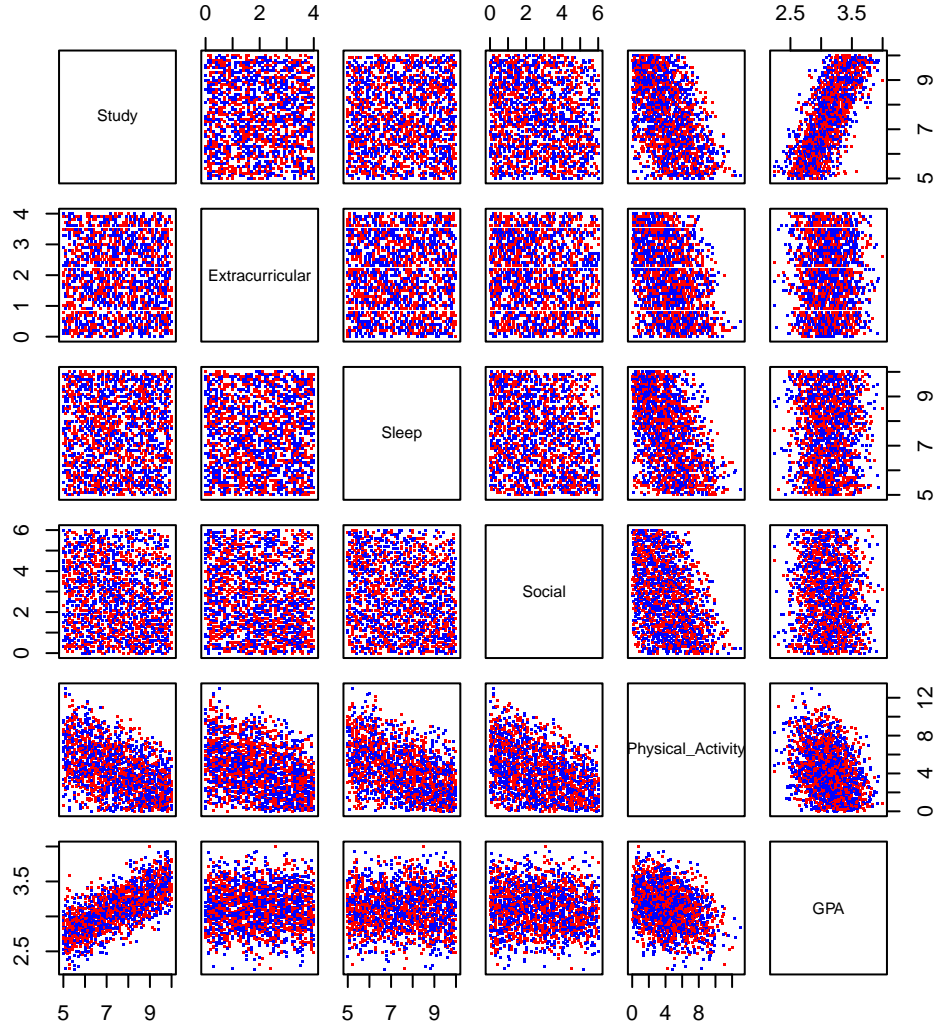 0 2 4 0 2 4 6 2.5 3.5
Study
5 7 9
0 1 2 3 4
Extracurricular
Sleep
5 7 9
0 2 4 6
Social
Physical_Activity
0 4 8 12
2.5 3.5
GPA
5 7 9 5 7 9 0 4 8